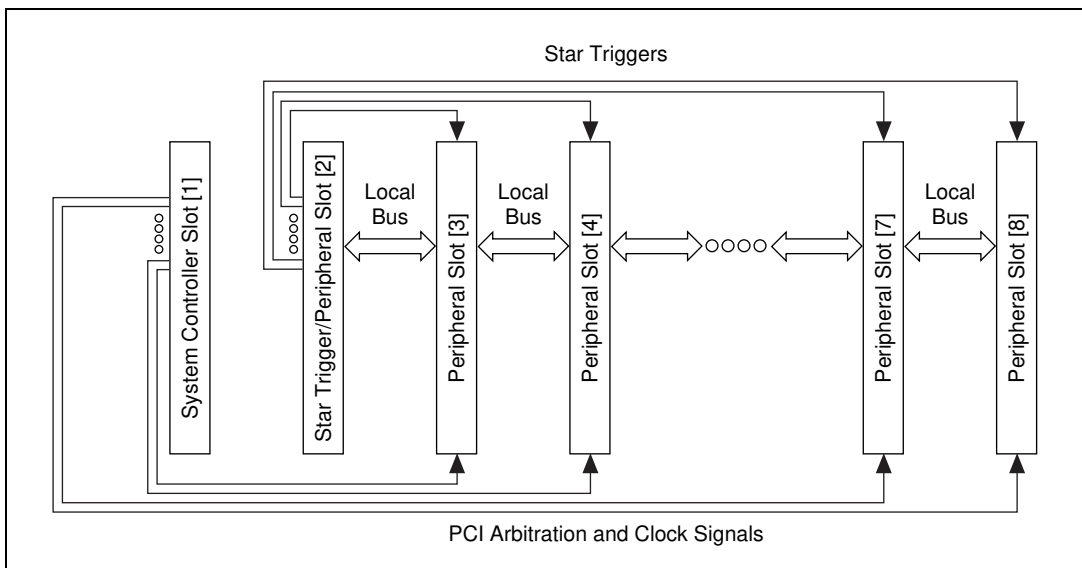 Star Triggers
System Controller Slot [1]
Star Trigger/Peripheral Slot [2]
Local
Bus
Peripheral Slot [3]
Local
Bus
Peripheral Slot [4]
Peripheral Slot [7]
Local
Bus
Peripheral Slot [8]
PCI Arbitration and Clock Signals